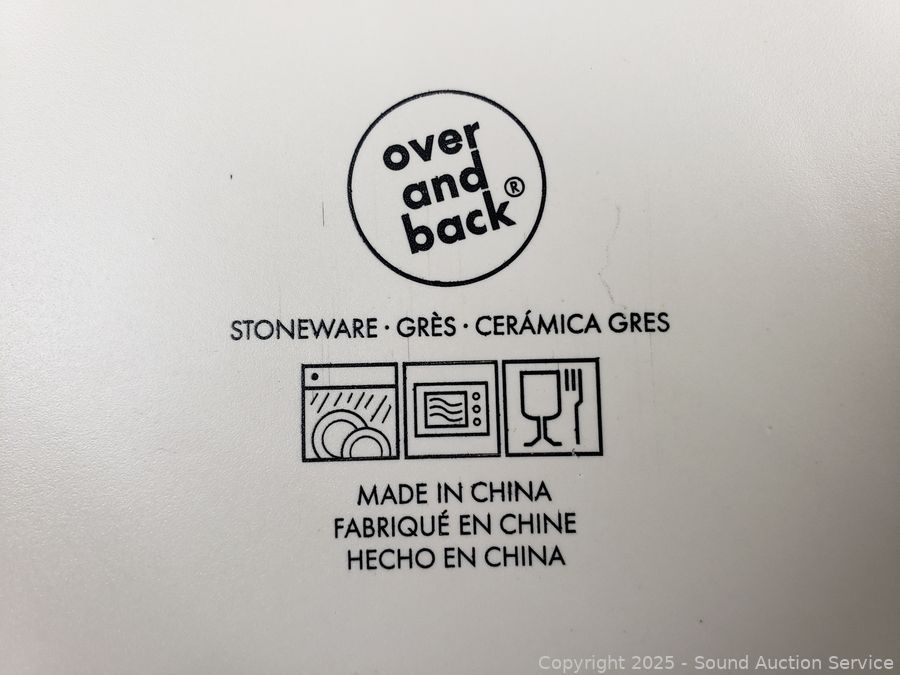 over
and
back®
STONEWARE · GRÈS · CERÁMICA GRES
MADE IN CHINA
FABRIQUÉ EN CHINE
HECHO EN CHINA
Copyright 2025 - Sound Auction Service